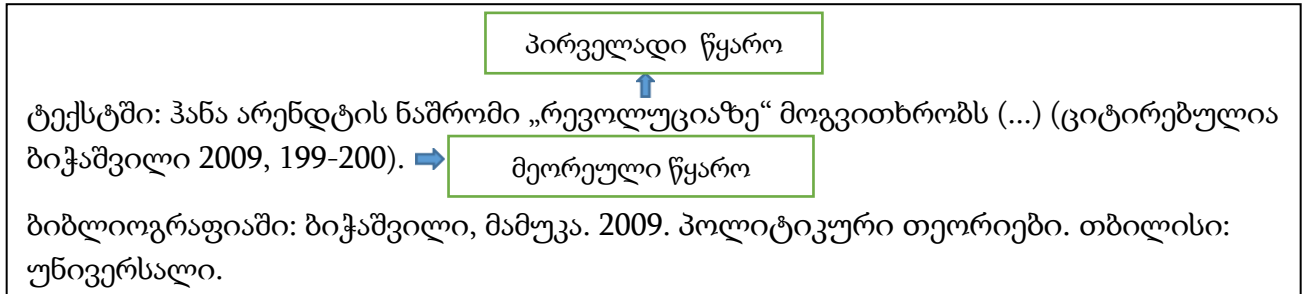 პირველადი წყარო
ტექსტში: ჰანა არენდტის ნაშრომი „რევოლუციაზე“ მოგვითხრობს (...) (ციტირებულია
ბიჭაშვილი 2009, 199-200).
მეორეული წყარო
ბიბლიოგრაფიაში: ბიჭაშვილი, მამუკა. 2009. პოლიტიკური თეორიები. თბილისი:
უნივერსალი.